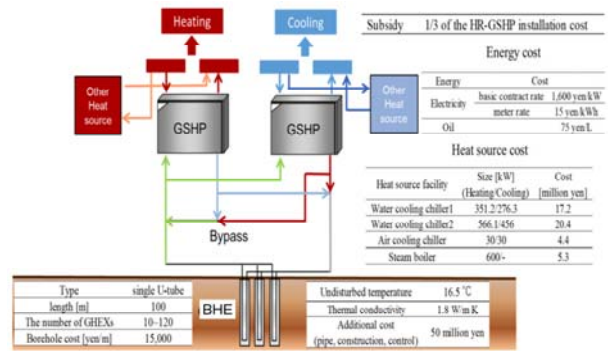 Heating
Cooling
Other
Heat
source
GSHP
GSHP
Other
Heat
source
Bypass
BHE
Subsidy 1/3 of the HR-GSHP installation cost
Energy cost
Energy Cost
Electricity basic contract rate 1,600 yen/kW
meter rate 15 yen/kWh
Oil 75 yen/L
Heat source cost
Heat source facility Size [kW] (Heating/Cooling) Cost [million yen]
Water cooling chiller1 351.2/276.3 17.2
Water cooling chiller2 566.1/456 20.4
Air cooling chiller 30/30 4.4
Steam boiler 600/- 5.3
Type single U-tube
length [m] 100
The number of GHEXs 10~120
Borehole cost [yen/m] 15,000
Undisturbed temperature 16.5 °C
Thermal conductivity 1.8 W/m K
Additional cost (pipe, construction, control) 50 million yen